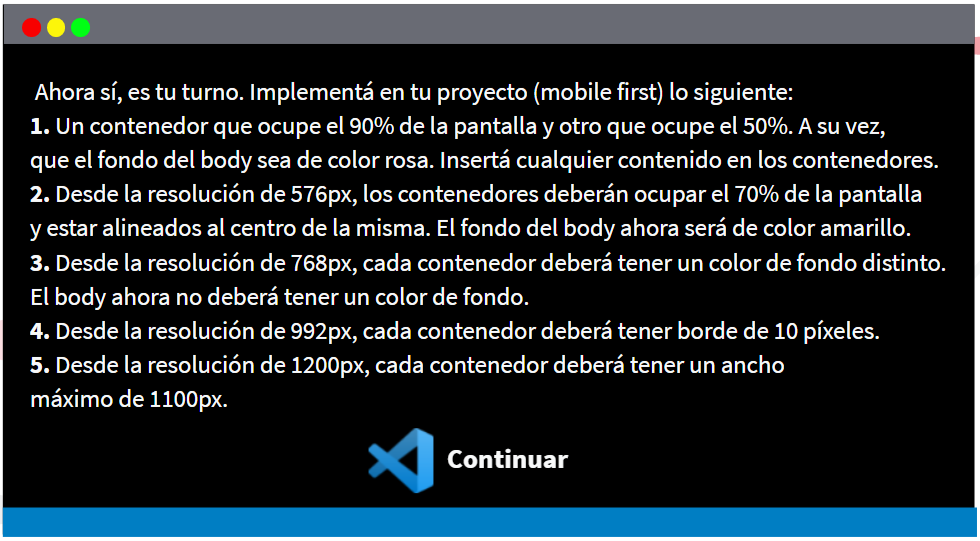 Ahora sí, es tu turno. Implementá en tu proyecto (mobile first) lo siguiente:
1. Un contenedor que ocupe el 90% de la pantalla y otro que ocupe el 50%. A su vez,
que el fondo del body sea de color rosa. Insertá cualquier contenido en los contenedores.
2. Desde la resolución de 576px, los contenedores deberán ocupar el 70% de la pantalla
y estar alineados al centro de la misma. El fondo del body ahora será de color amarillo.
3. Desde la resolución de 768px, cada contenedor deberá tener un color de fondo distinto.
El body ahora no deberá tener un color de fondo.
4. Desde la resolución de 992px, cada contenedor deberá tener borde de 10 píxeles.
5. Desde la resolución de 1200px, cada contenedor deberá tener un ancho
máximo de 1100px.
Continuar